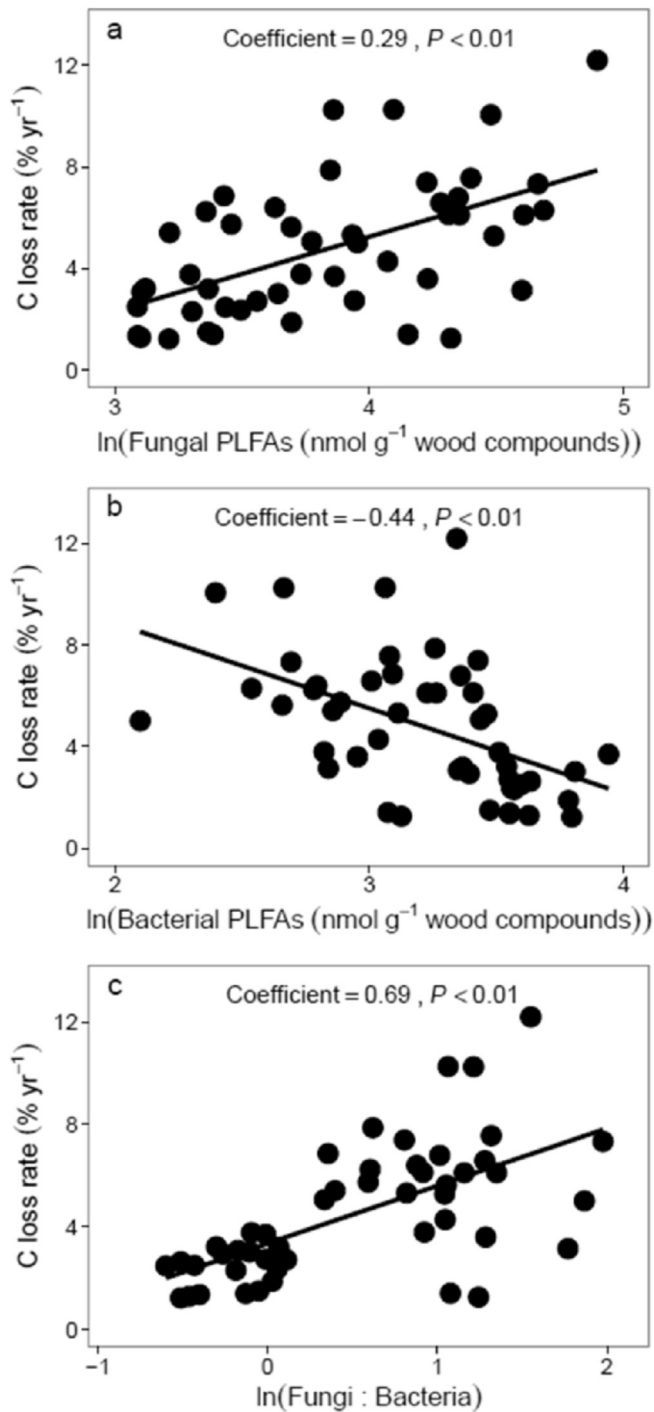 a
Coefficient = 0.29 , P < 0.01
12
8
4
0
C loss rate (% yr⁻¹)
3 4 5
ln(Fungal PLFAs (nmol g⁻¹ wood compounds))
b
Coefficient = −0.44 , P < 0.01
12
8
4
0
C loss rate (% yr⁻¹)
2 3 4
ln(Bacterial PLFAs (nmol g⁻¹ wood compounds))
c
Coefficient = 0.69 , P < 0.01
12
8
4
0
C loss rate (% yr⁻¹)
−1 0 1 2
ln(Fungi : Bacteria)